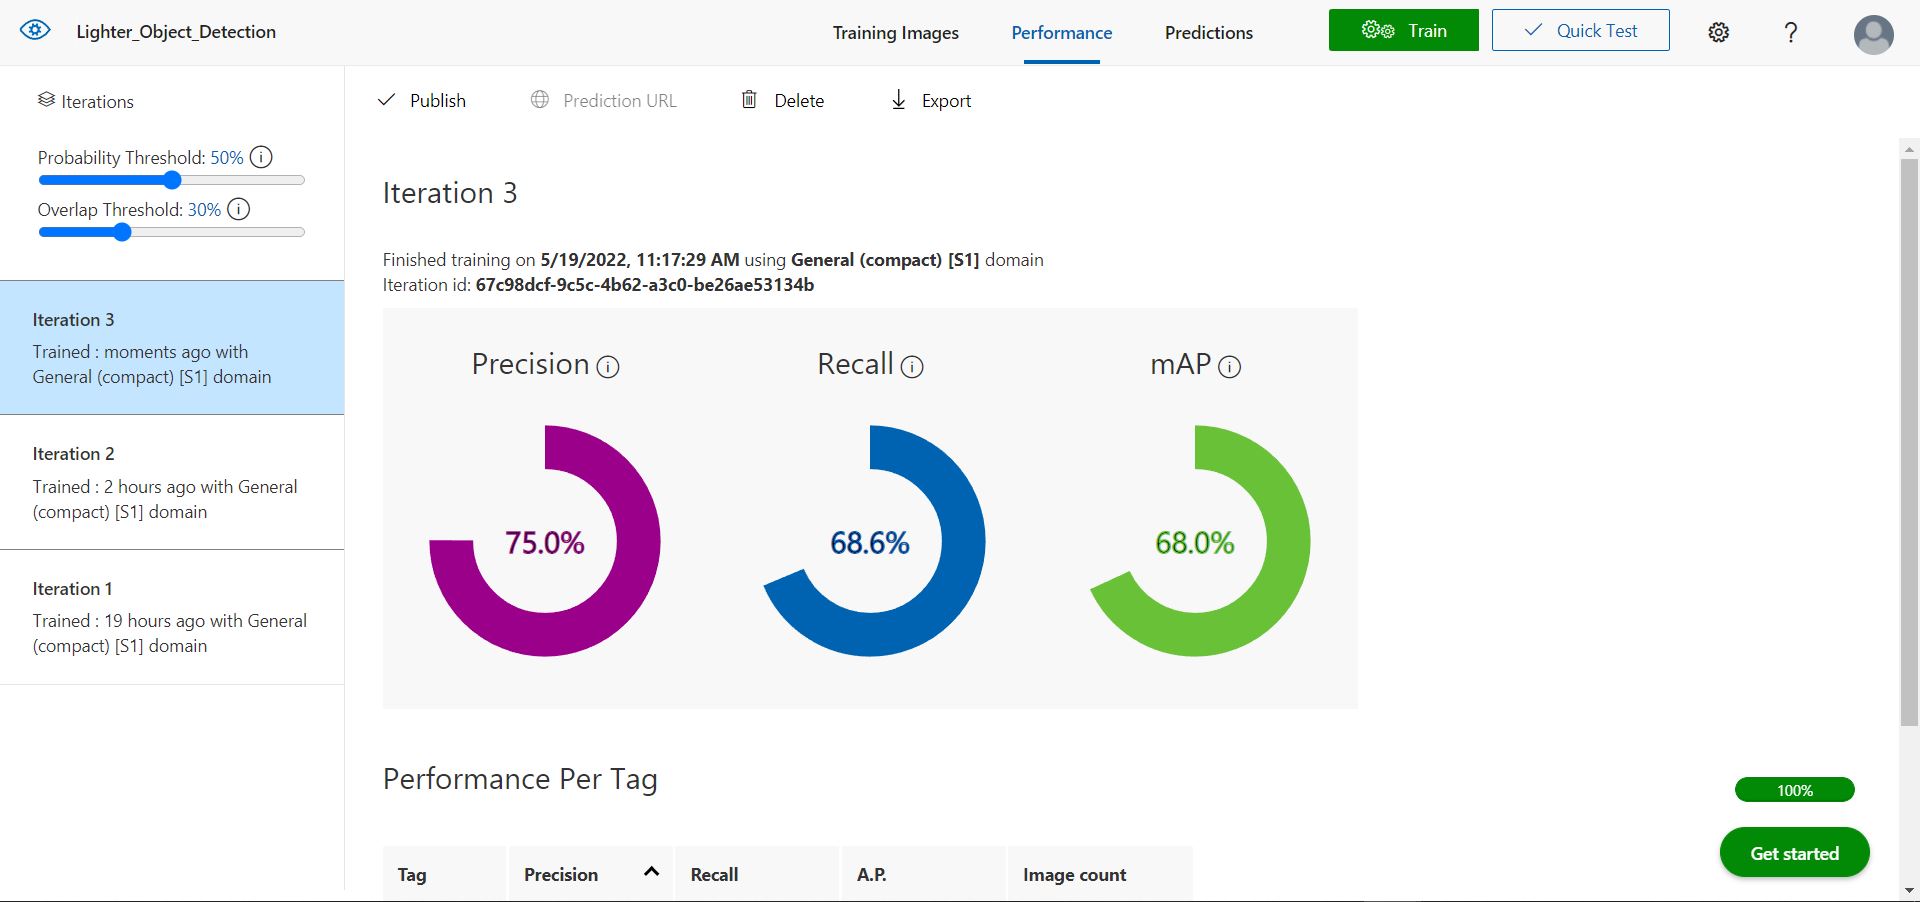 Lighter_Object_Detection
Training Images
Performance
Predictions
Train
Quick Test
?
Iterations
Probability Threshold: 50%
Overlap Threshold: 30%
Iteration 3
Trained : moments ago with
General (compact) [S1] domain
Iteration 2
Trained : 2 hours ago with General
(compact) [S1] domain
Iteration 1
Trained : 19 hours ago with General
(compact) [S1] domain
Publish
Prediction URL
Delete
Export
Iteration 3
Finished training on 5/19/2022, 11:17:29 AM using General (compact) [S1] domain
Iteration id: 67c98dcf-9c5c-4b62-a3c0-be26ae53134b
Precision
Recall
mAP
75.0%
68.6%
68.0%
Performance Per Tag
100%
Get started
Tag
Precision
Recall
A.P.
Image count